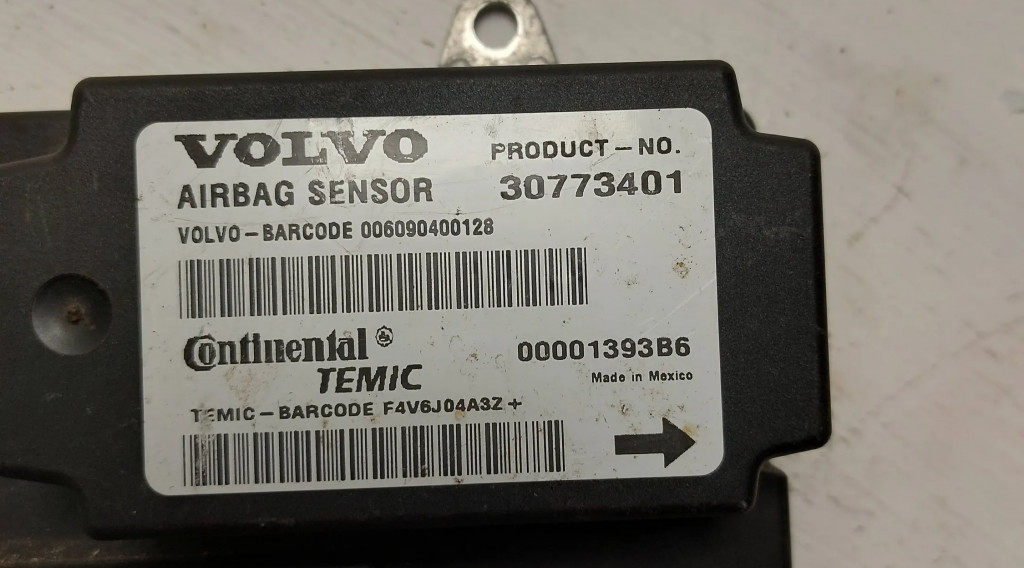 VOLVO
PRODUCT-NO.
AIRBAG SENSOR 30773401
VOLVO-BARCODE 006090400128
Continental
00001393B6
TEMIC
Made in Mexico
TEMIC-BARCODE F4V6J04A3Z+